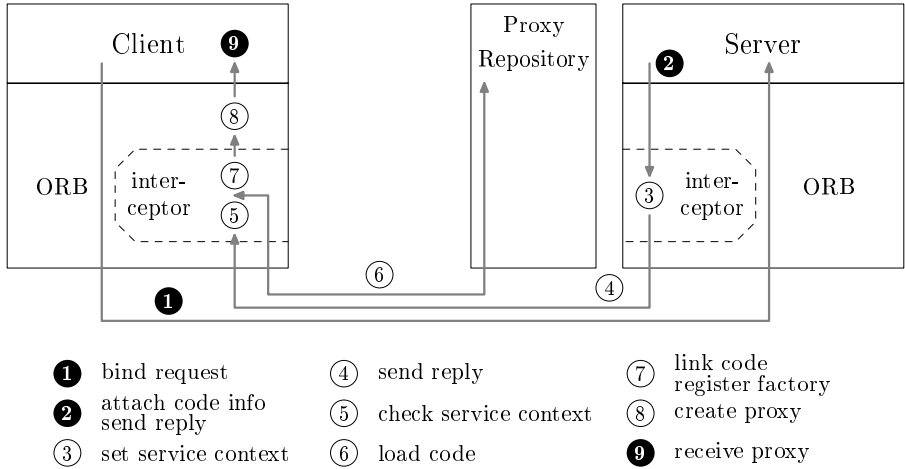 Client 9
Proxy
Repository
Server
2
8
ORB
inter-
ceptor
7
5
3
inter-
ceptor
ORB
6
4
1
1 bind request
2 attach code info
send reply
3 set service context
4 send reply
5 check service context
6 load code
7 link code
register factory
8 create proxy
9 receive proxy